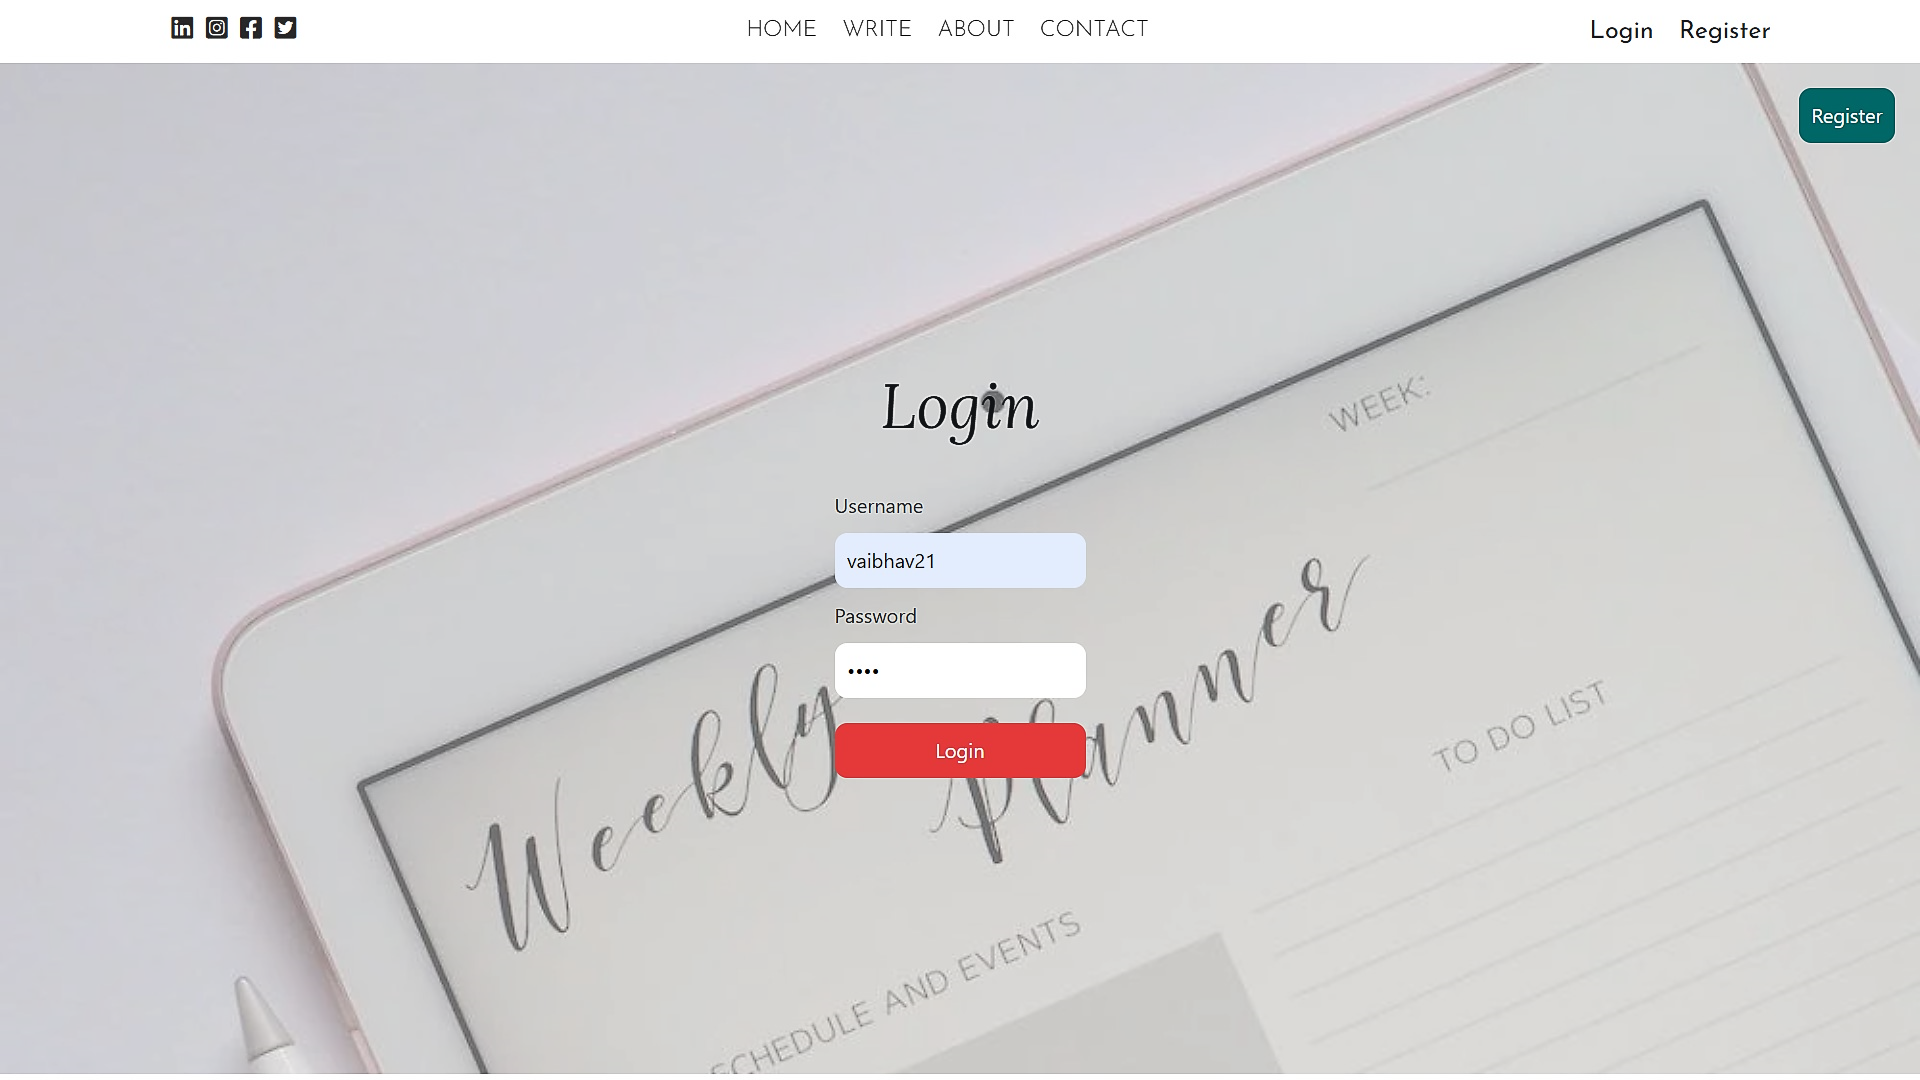 HOME WRITE ABOUT CONTACT Login Register
Register
Login
WEEK:
Username
vaibhav21
Password
••••
Login
Weekly Planner
TO DO LIST
SCHEDULE AND EVENTS